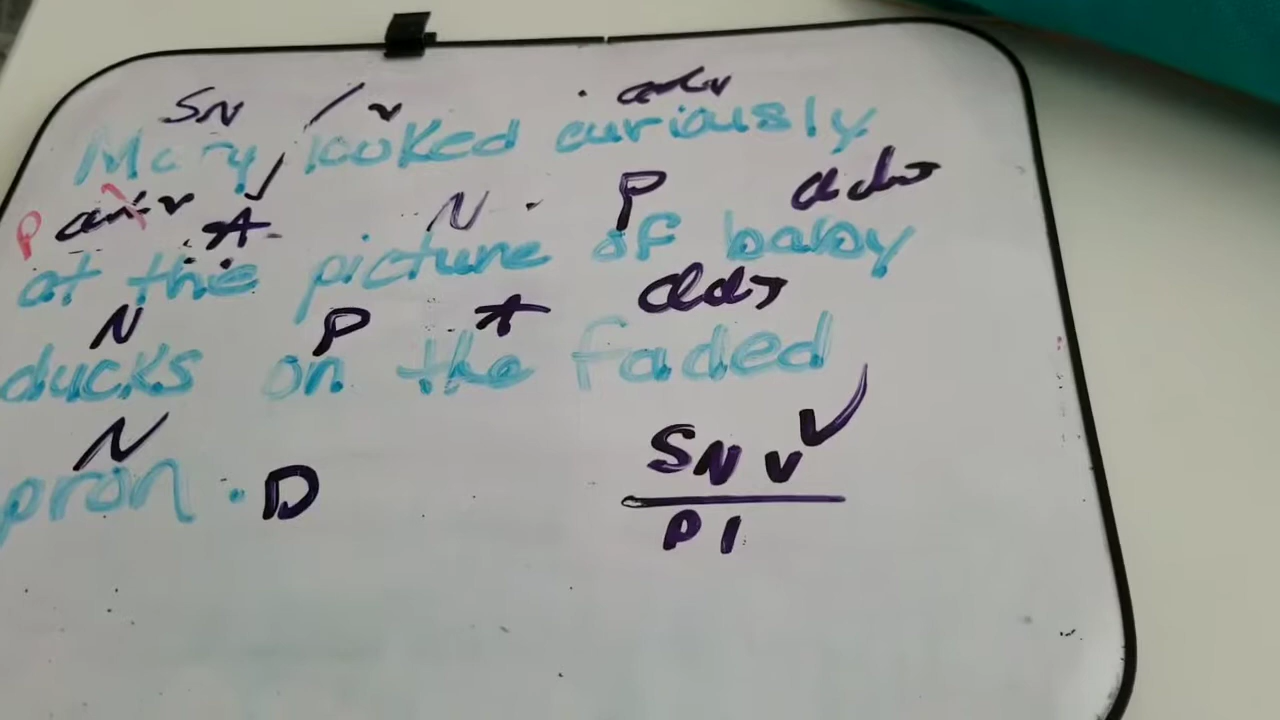 SN / v adv
Mary looked curiously
P adv A N P adj
at the picture of baby
N P A adj
ducks on the faded
N
pron. D
SN V
P1